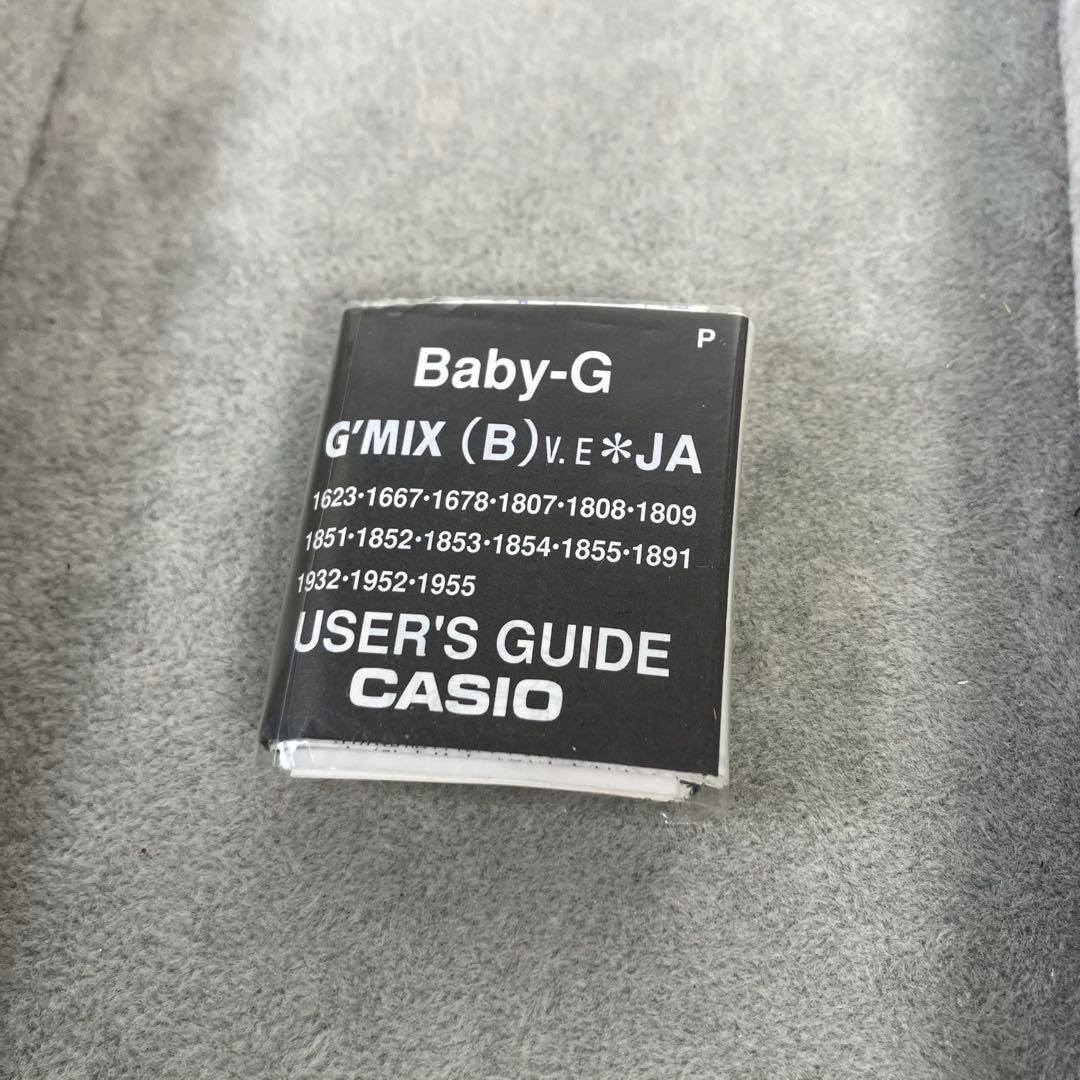 P
Baby-G
G'MIX (B)V.E*JA
1623·1667·1678·1807·1808·1809
1851·1852·1853·1854·1855·1891
1932·1952·1955
USER'S GUIDE
CASIO